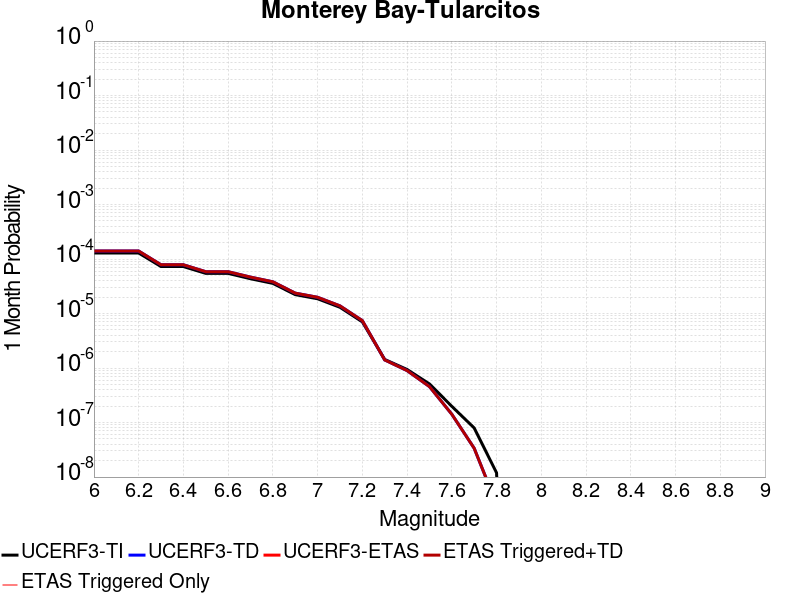 Monterey Bay-Tularcitos
1 Month Probability
10^0
10^-1
10^-2
10^-3
10^-4
10^-5
10^-6
10^-7
10^-8
6 6.2 6.4 6.6 6.8 7 7.2 7.4 7.6 7.8 8 8.2 8.4 8.6 8.8 9
Magnitude
UCERF3-TI UCERF3-TD UCERF3-ETAS ETAS Triggered+TD
ETAS Triggered Only